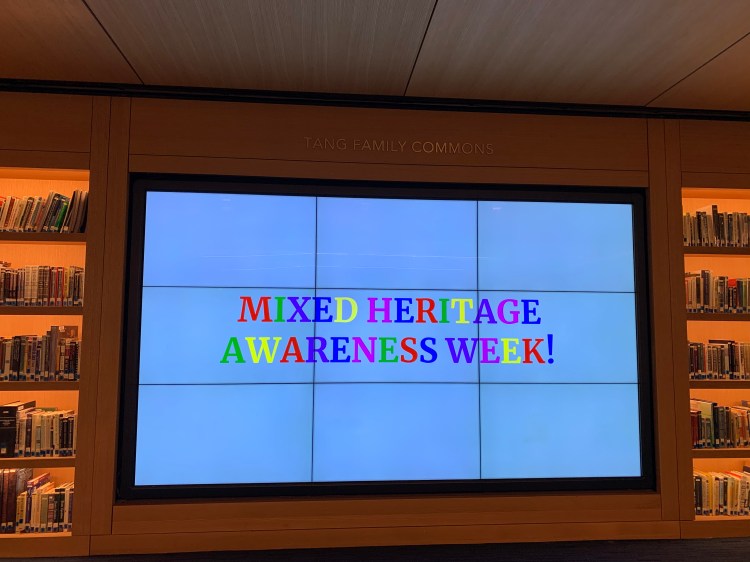 TANG FAMILY COMMONS
MIXED HERITAGE
AWARENESS WEEK!